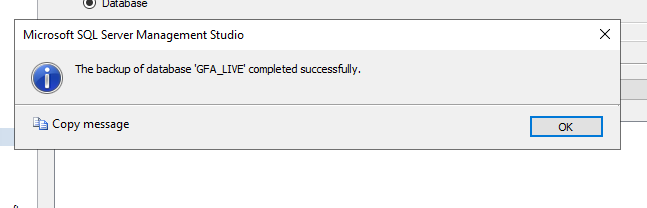 Database
Microsoft SQL Server Management Studio
The backup of database 'GFA_LIVE' completed successfully.
Copy message
OK